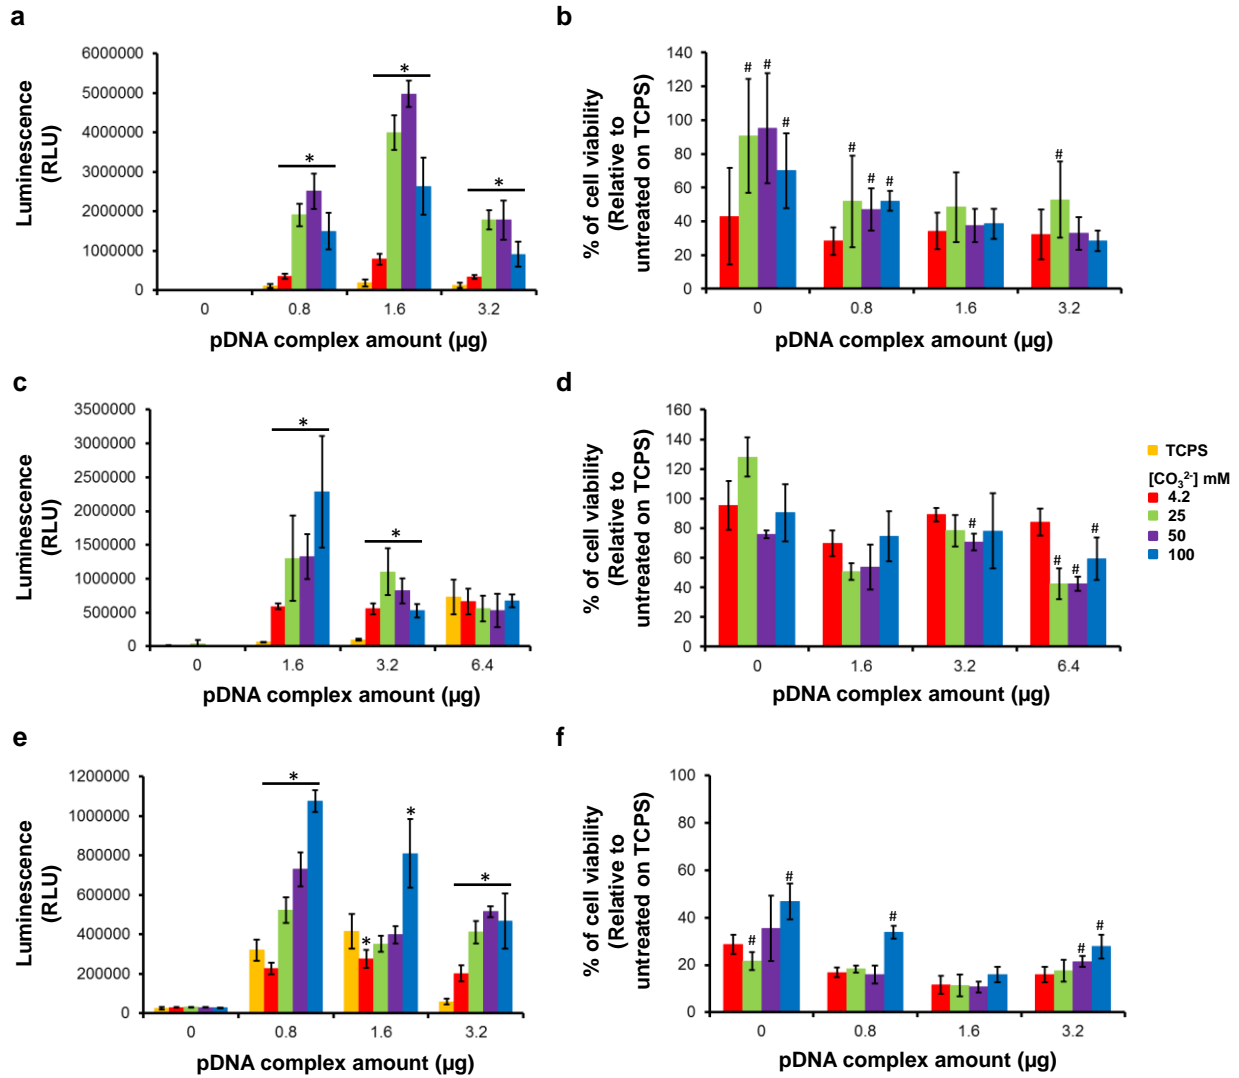 a
Luminescence
(RLU)
6000000
5000000
4000000
3000000
2000000
1000000
0
*
*
*
0 0.8 1.6 3.2
pDNA complex amount (µg)
b
% of cell viability
(Relative to
untreated on TCPS)
140
120
100
80
60
40
20
0
# # #
# # #
#
0 0.8 1.6 3.2
pDNA complex amount (µg)
c
Luminescence
(RLU)
3500000
3000000
2500000
2000000
1500000
1000000
500000
0
*
*
0 1.6 3.2 6.4
pDNA complex amount (µg)
d
% of cell viability
(Relative to
untreated on TCPS)
160
140
120
100
80
60
40
20
0
#
# # #
0 1.6 3.2 6.4
pDNA complex amount (µg)
TCPS
[CO₃²⁻] mM
4.2
25
50
100
e
Luminescence
(RLU)
1200000
1000000
800000
600000
400000
200000
0
*
* *
*
0 0.8 1.6 3.2
pDNA complex amount (µg)
f
% of cell viability
(Relative to
untreated on TCPS)
100
80
60
40
20
0
# #
#
# #
0 0.8 1.6 3.2
pDNA complex amount (µg)